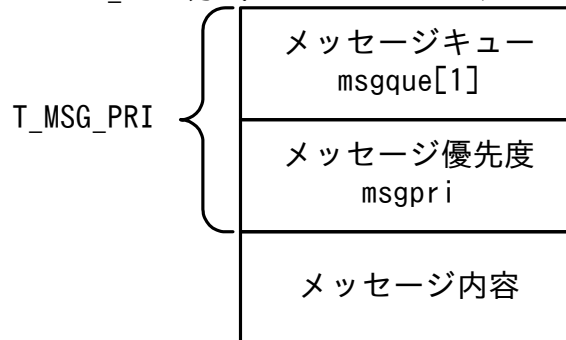 メッセージキュー
msgque[1]
T_MSG_PRI
メッセージ優先度
msgpri
メッセージ内容